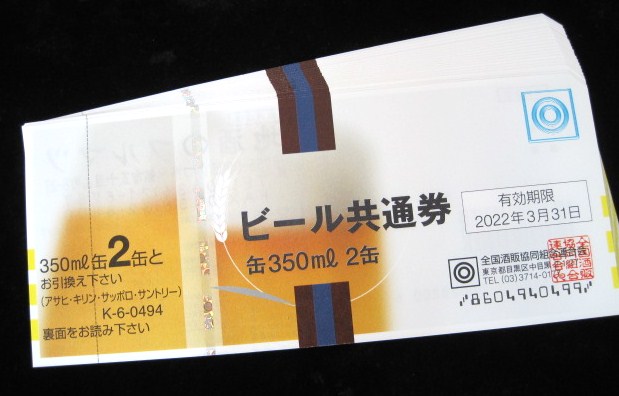 350ml缶2缶と
お引換え下さい
(アサヒ・キリン・サッポロ・サントリー)
K-6-0494
裏面をお読み下さい
ビール共通券
缶350ml 2缶
有効期限
2022年3月31日
全国酒販協同組合連合会
東京都目黒区中目黒
TEL (03)3714-01
8604940499